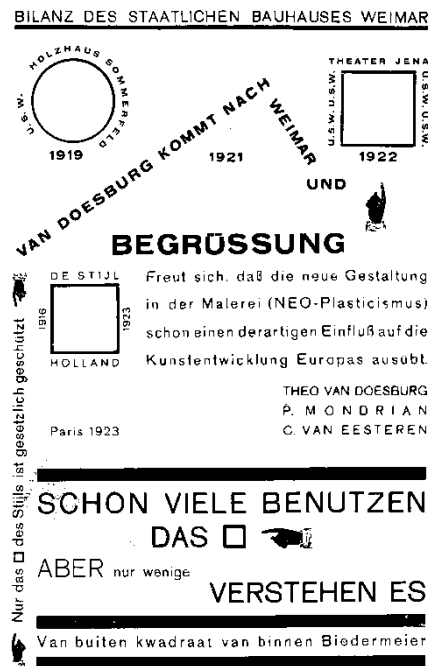 BILANZ DES STAATLICHEN BAUHAUSES WEIMAR
U.S.W. HOLZHAUS SOMMERFELD
1919
VAN DOESBURG KOMMT NACH
WEIMAR
1921
THEATER JENA
U.S.W. U.S.W.
U.S.W. U.S.W.
1922
UND
BEGRÜSSUNG
DE STIJL
1916
1923
HOLLAND
Freut sich, daß die neue Gestaltung
in der Malerei (NEO-Plasticismus)
schon einen derartigen Einfluß auf die
Kunstentwicklung Europas ausübt.
THEO VAN DOESBURG
P. MONDRIAN
C. VAN EESTEREN
Paris 1923
Nur das □ des Stijls ist gesetzlich geschützt
SCHON VIELE BENUTZEN
DAS □
ABER nur wenige
VERSTEHEN ES
Van buiten kwadraat van binnen Biedermeier